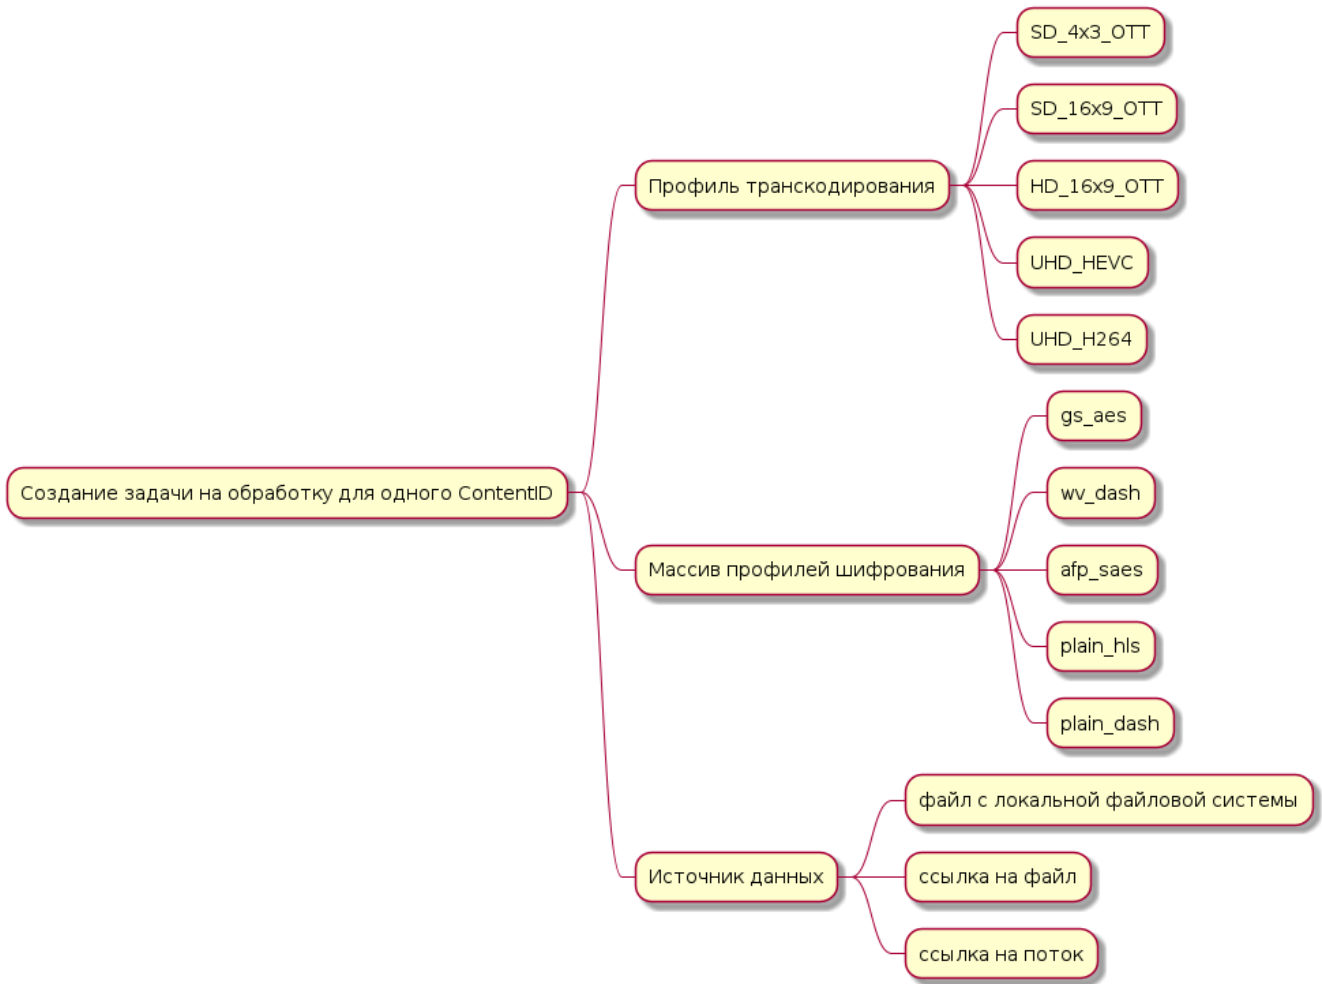 Создание задачи на обработку для одного ContentID
Профиль транскодирования
SD_4x3_OTT
SD_16x9_OTT
HD_16x9_OTT
UHD_HEVC
UHD_H264
Массив профилей шифрования
gs_aes
wv_dash
afp_saes
plain_hls
plain_dash
Источник данных
файл с локальной файловой системы
ссылка на файл
ссылка на поток